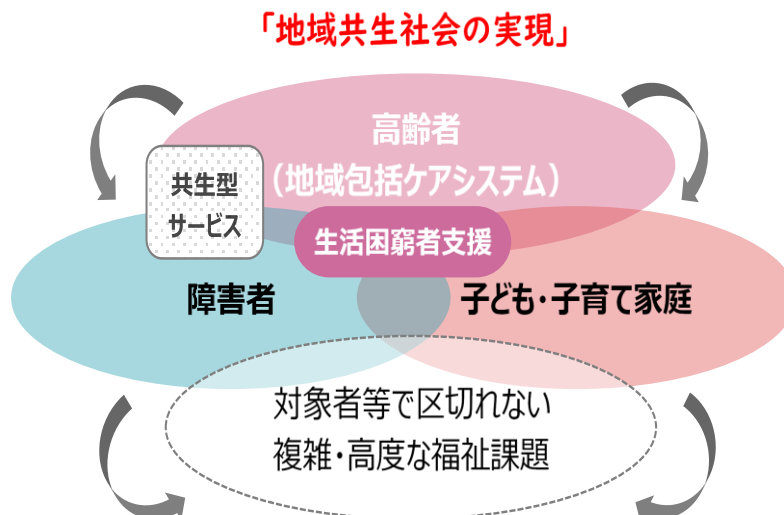 「地域共生社会の実現」
高齢者
（地域包括ケアシステム）
共生型
サービス
生活困窮者支援
障害者
子ども・子育て家庭
対象者等で区切れない
複雑・高度な福祉課題